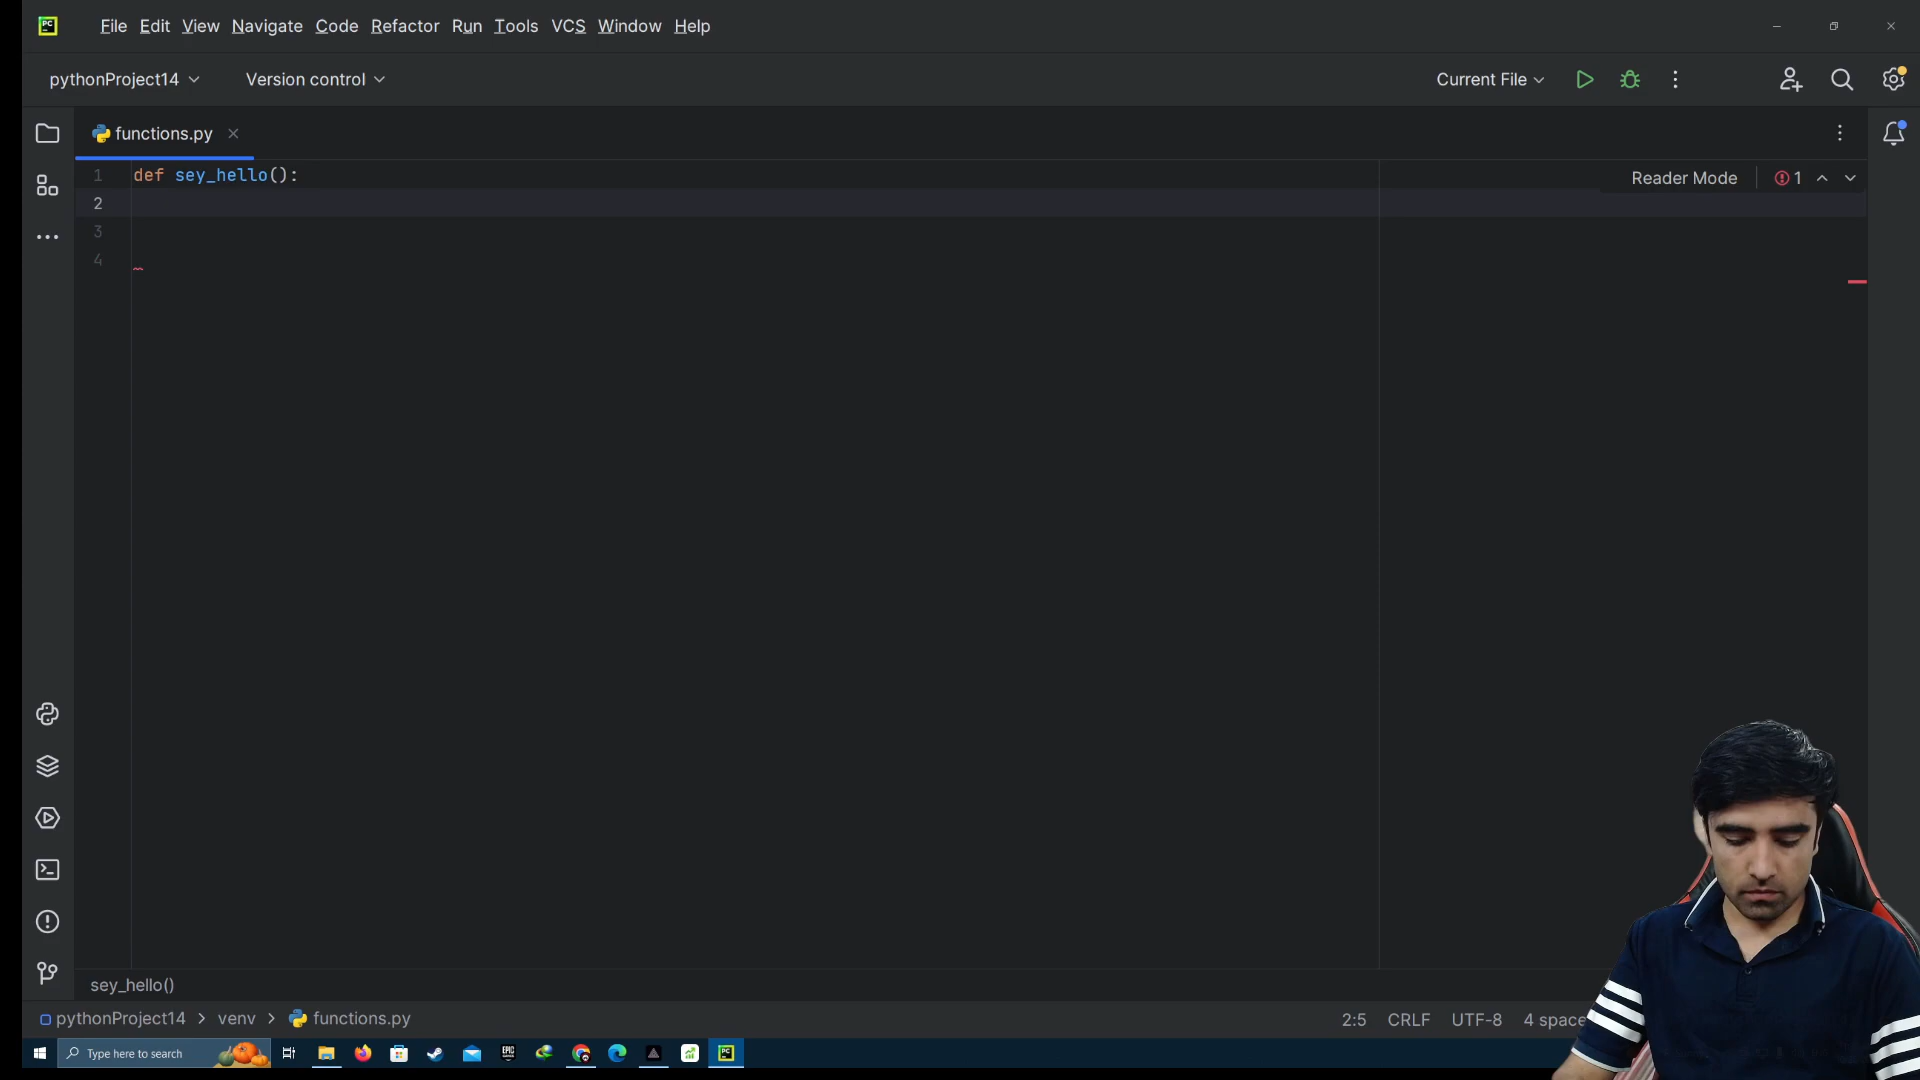 File Edit View Navigate Code Refactor Run Tools VCS Window Help
pythonProject14 Version control Current File
functions.py
1 def sey_hello():
Reader Mode 1
2
3
4
sey_hello()
pythonProject14 > venv > functions.py 2:5 CRLF UTF-8 4 space
Type here to search